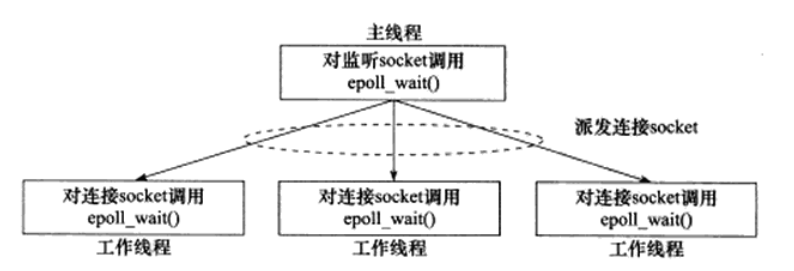 主线程
对监听socket调用
epoll_wait()
派发连接socket
对连接socket调用
epoll_wait()
工作线程
对连接socket调用
epoll_wait()
工作线程
对连接socket调用
epoll_wait()
工作线程